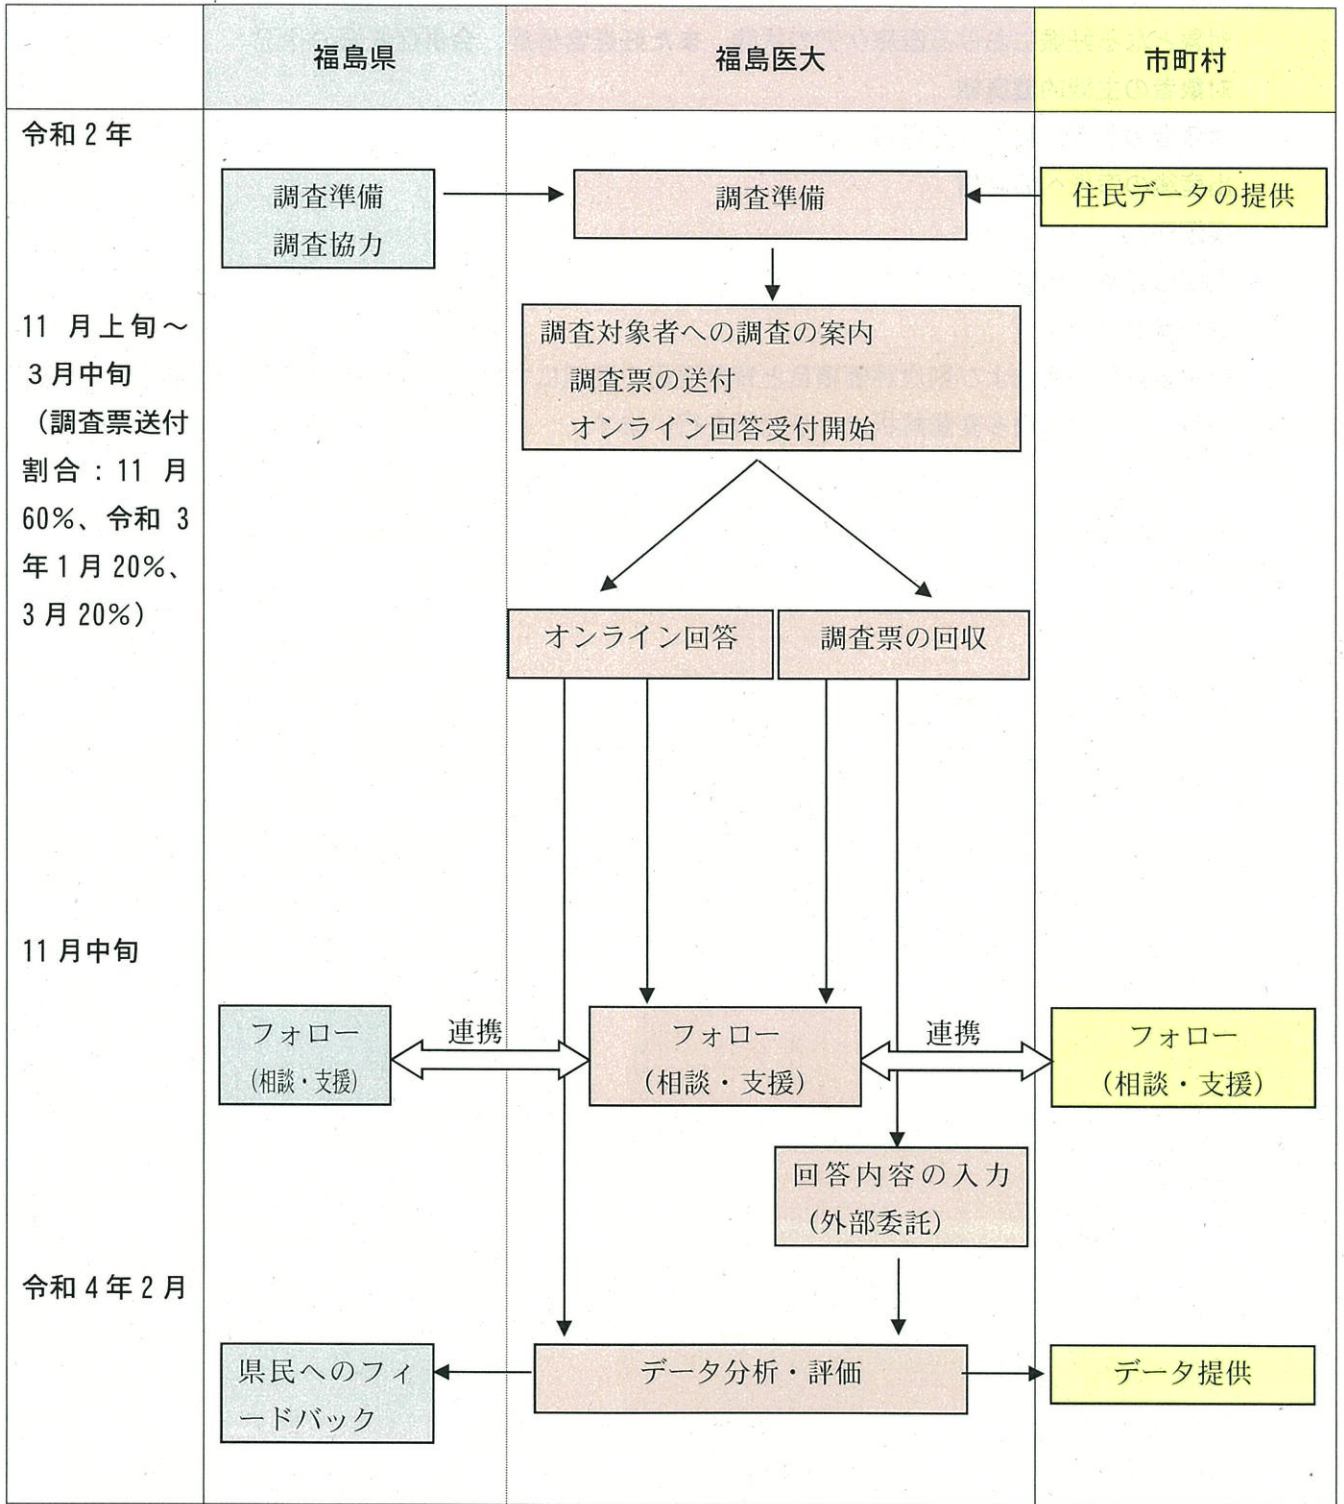 福島県
福島医大
市町村
令和2年
調査準備
調査協力
調査準備
住民データの提供
11月上旬～
3月中旬
（調査票送付
割合：11月
60％、令和3
年1月20％、
3月20％）
調査対象者への調査の案内
調査票の送付
オンライン回答受付開始
オンライン回答
調査票の回収
11月中旬
フォロー
（相談・支援）
連携
フォロー
（相談・支援）
連携
フォロー
（相談・支援）
回答内容の入力
（外部委託）
令和4年2月
県民へのフィ
ードバック
データ分析・評価
データ提供